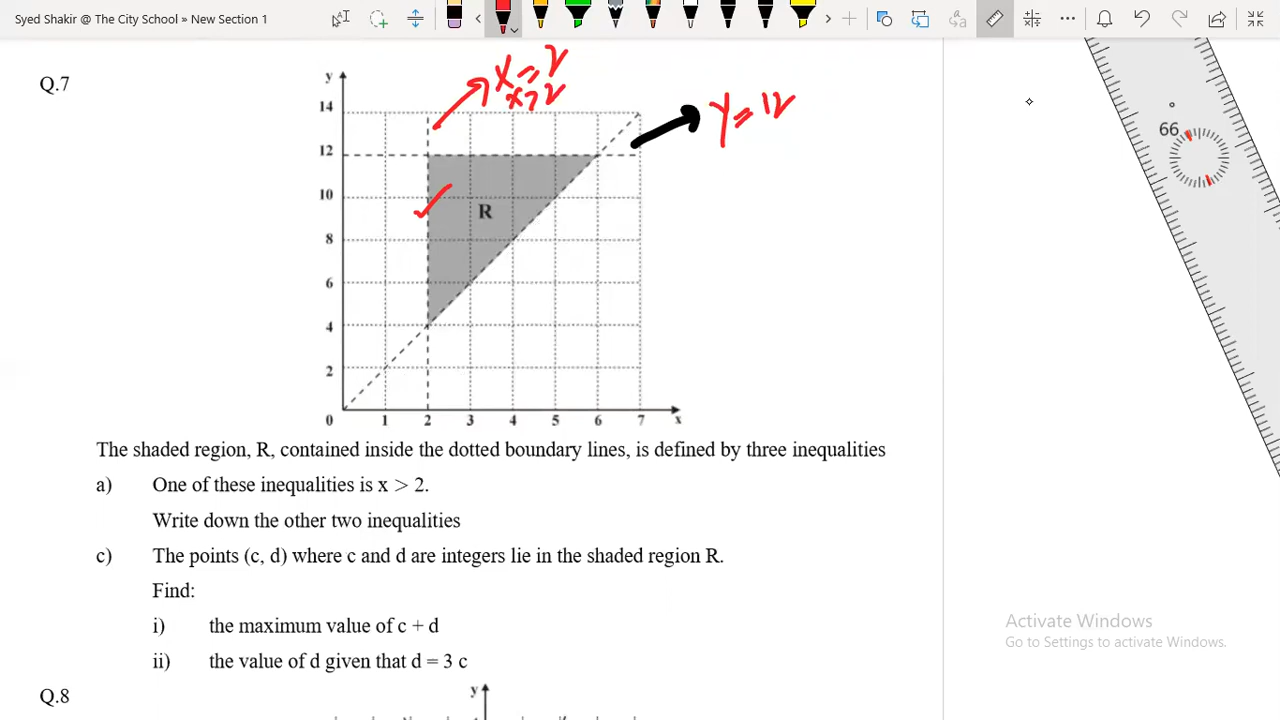 Syed Shakir @ The City School » New Section 1
Q.7
y
14
12
10
8
6
4
2
0
1 2 3 4 5 6 7 x
R
x = 2
x > 2
y = 12
66
The shaded region, R, contained inside the dotted boundary lines, is defined by three inequalities
a) One of these inequalities is x > 2.
Write down the other two inequalities
c) The points (c, d) where c and d are integers lie in the shaded region R.
Find:
i) the maximum value of c + d
ii) the value of d given that d = 3 c
Activate Windows
Go to Settings to activate Windows.
Q.8
y